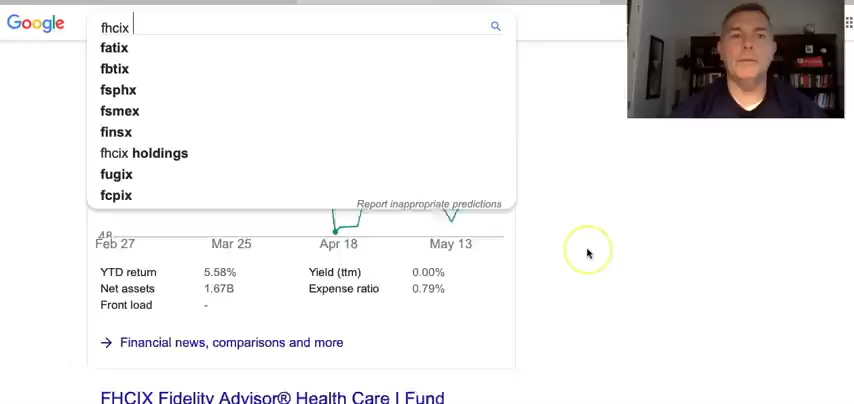 Google
fhcix
fatix
fbtix
fsphx
fsmex
finsx
fhcix holdings
fugix
fcpix
Report inappropriate predictions
48
Feb 27 Mar 25 Apr 18 May 13
YTD return 5.58% Yield (ttm) 0.00%
Net assets 1.67B Expense ratio 0.79%
Front load -
→ Financial news, comparisons and more
FHCIX Fidelity Advisor® Health Care I Fund